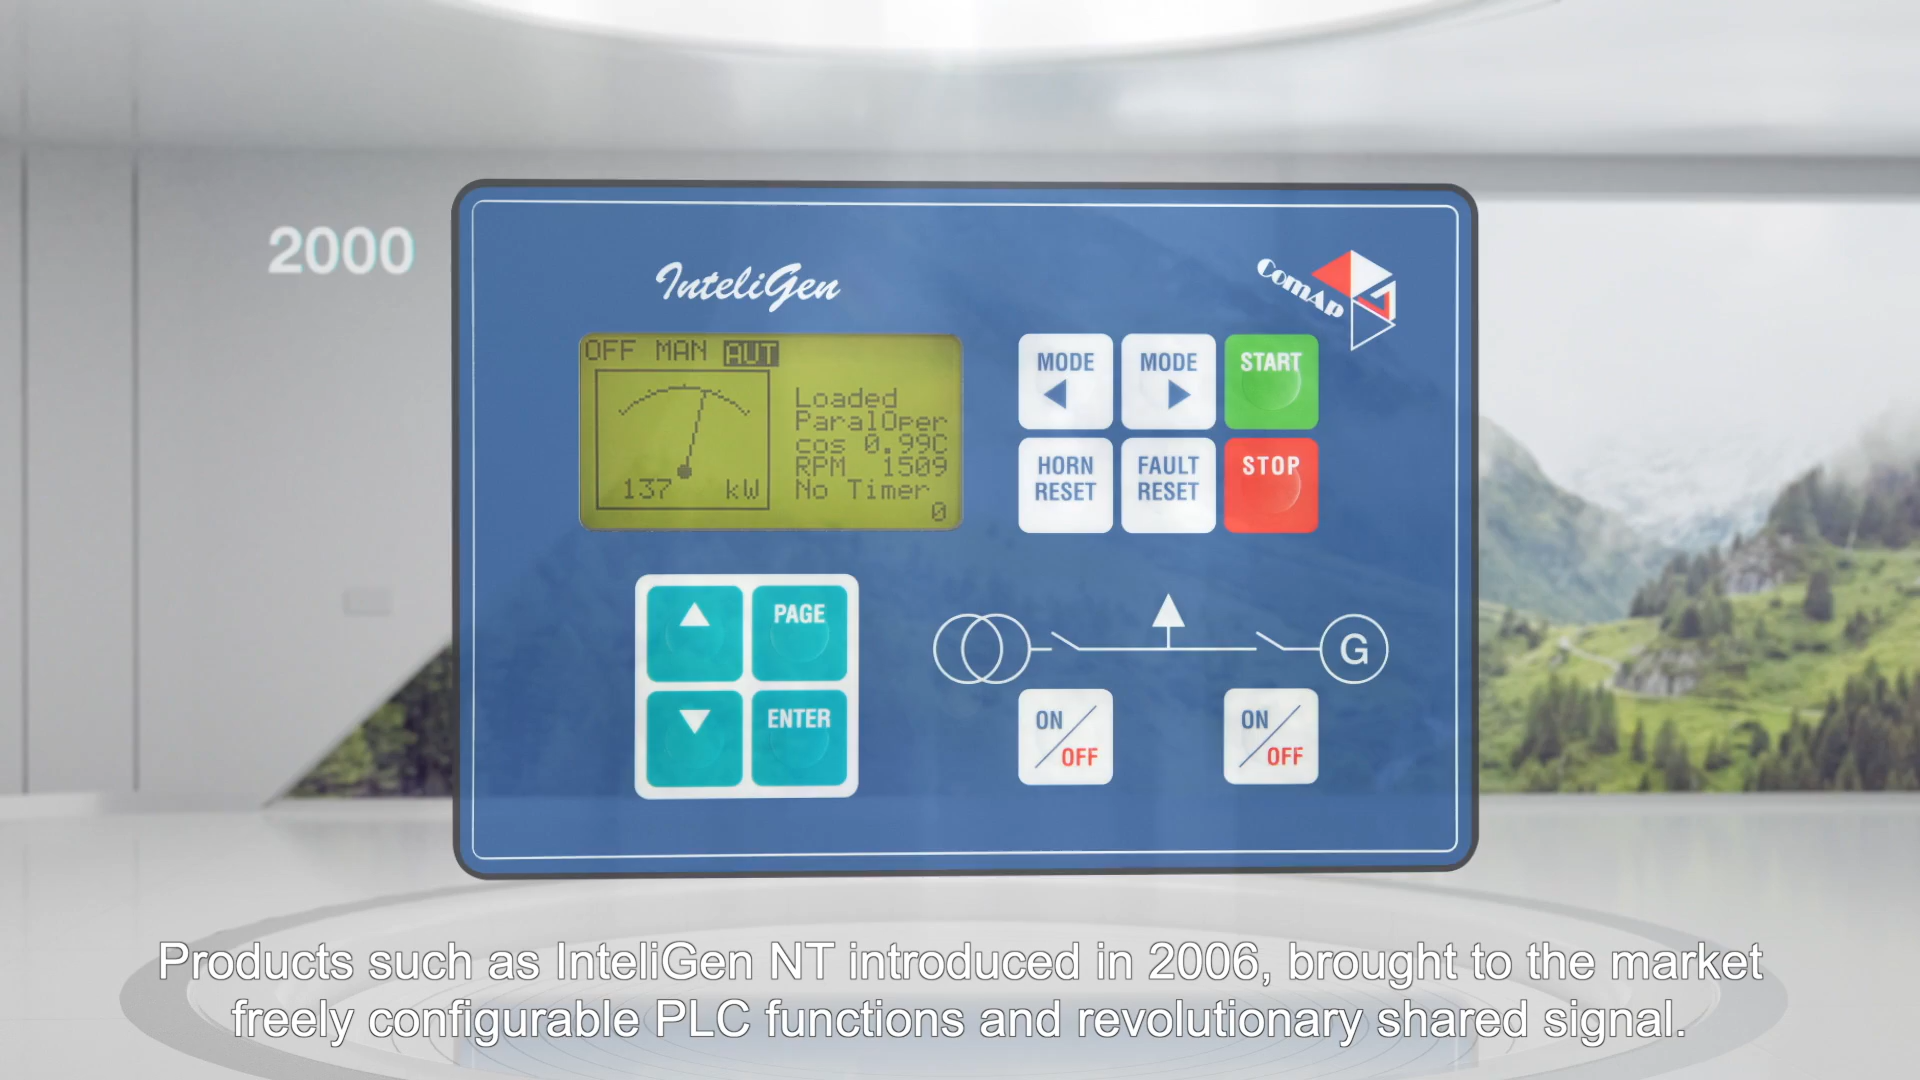 2000
InteliGen
ComAp
OFF MAN AUT
Loaded
ParalOper
cos 0.99C
RPM 1509
No Timer
0
137 kW
MODE
MODE
START
HORN
RESET
FAULT
RESET
STOP
PAGE
ENTER
G
ON
OFF
ON
OFF
Products such as InteliGen NT introduced in 2006, brought to the market
freely configurable PLC functions and revolutionary shared signal.